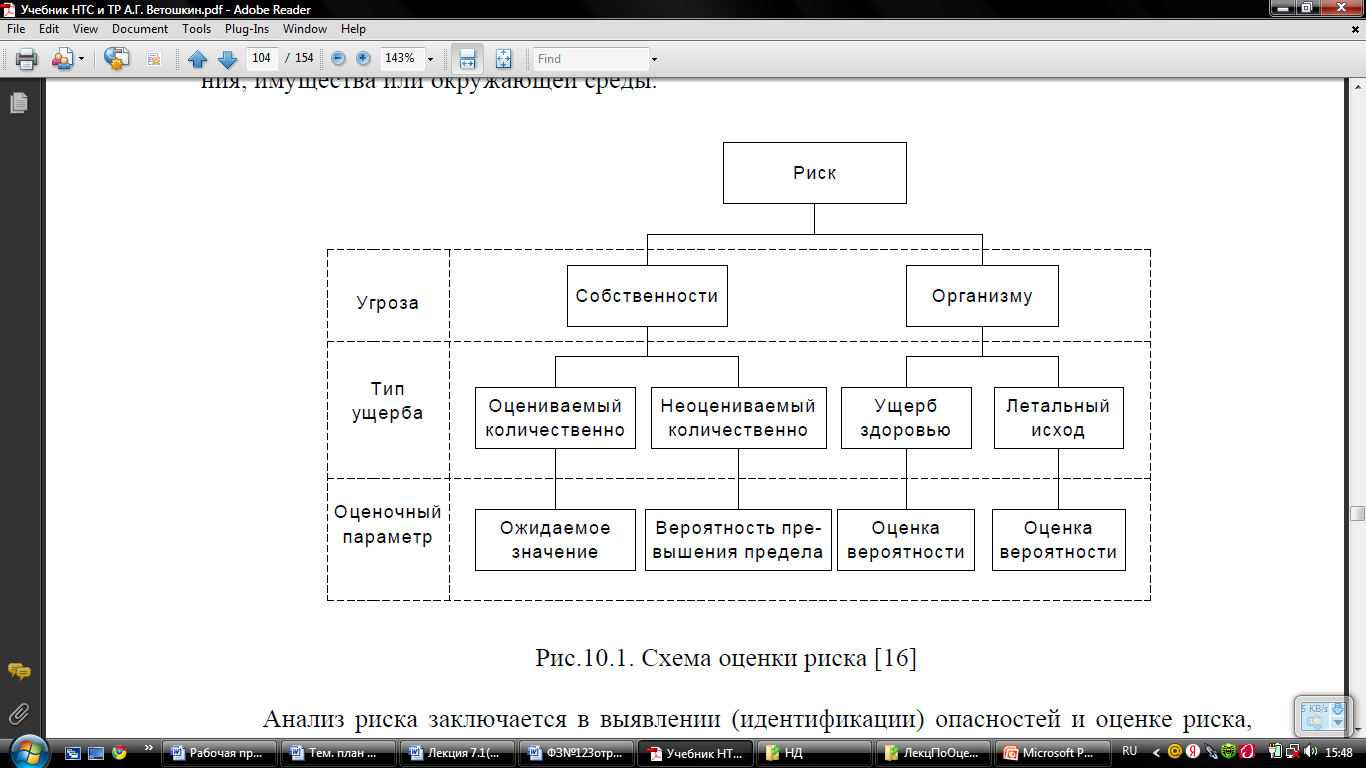 Учебник НТС и ТР А.Г. Ветошкин.pdf - Adobe Reader
File Edit View Document Tools Plug-Ins Window Help
104 / 154 143% Find
ния, имущества или окружающей среды.
Риск
Угроза
Собственности
Организму
Тип
ущерба
Оцениваемый
количественно
Неоцениваемый
количественно
Ущерб
здоровью
Летальный
исход
Оценочный
параметр
Ожидаемое
значение
Вероятность пре-
вышения предела
Оценка
вероятности
Оценка
вероятности
Рис.10.1. Схема оценки риска [16]
Анализ риска заключается в выявлении (идентификации) опасностей и оценке риска,
5 KB/s
Рабочая пр... Тем. план ... Лекция 7.1(... ФЗ№123отр... Учебник НТ... НД ЛекцПоОце... Microsoft P... RU 15:48